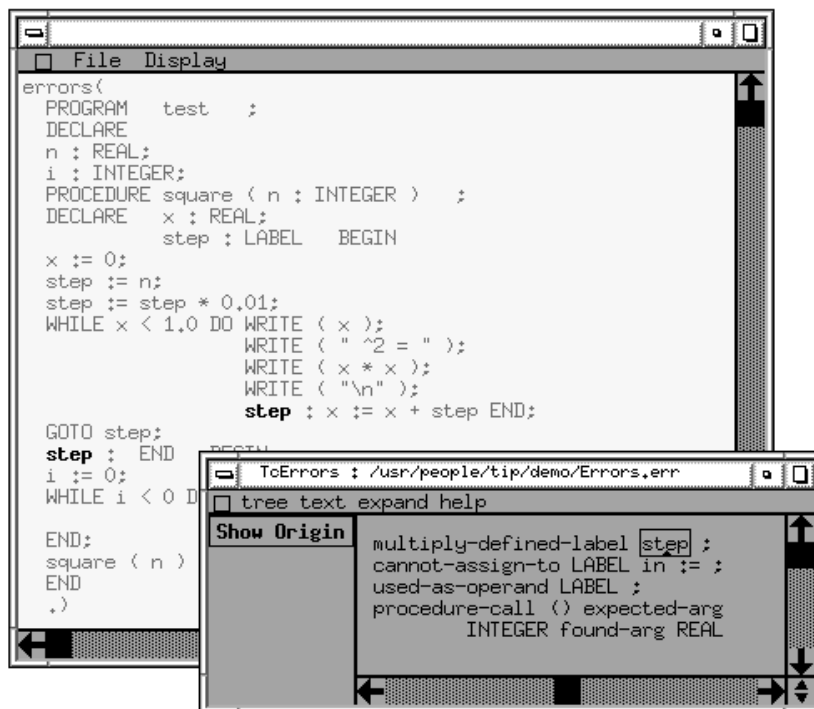 File Display
errors(
PROGRAM test ;
DECLARE
n : REAL;
i : INTEGER;
PROCEDURE square ( n : INTEGER ) ;
DECLARE x : REAL;
step : LABEL BEGIN
x := 0;
step := n;
step := step * 0.01;
WHILE x < 1.0 DO WRITE ( x );
WRITE ( " ^2 = " );
WRITE ( x * x );
WRITE ( "\n" );
step : x := x + step END;
GOTO step;
step : END BEGIN
i := 0;
WHILE i < 0 D
END;
square ( n )
END
.)
TcErrors : /usr/people/tip/demo/Errors.err
tree text expand help
Show Origin
multiply-defined-label step ;
cannot-assign-to LABEL in := ;
used-as-operand LABEL ;
procedure-call () expected-arg
INTEGER found-arg REAL